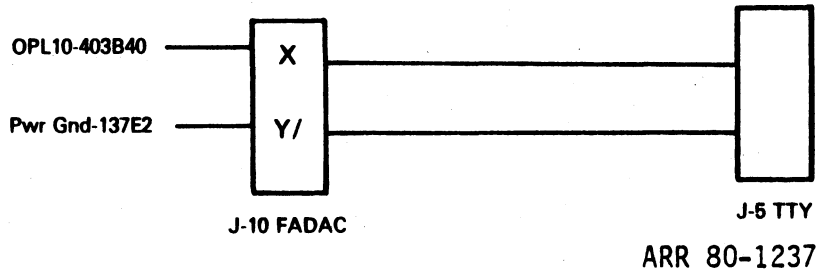 OPL10-403B40
X
Pwr Gnd-137E2
Y/
J-10 FADAC
J-5 TTY
ARR 80-1237